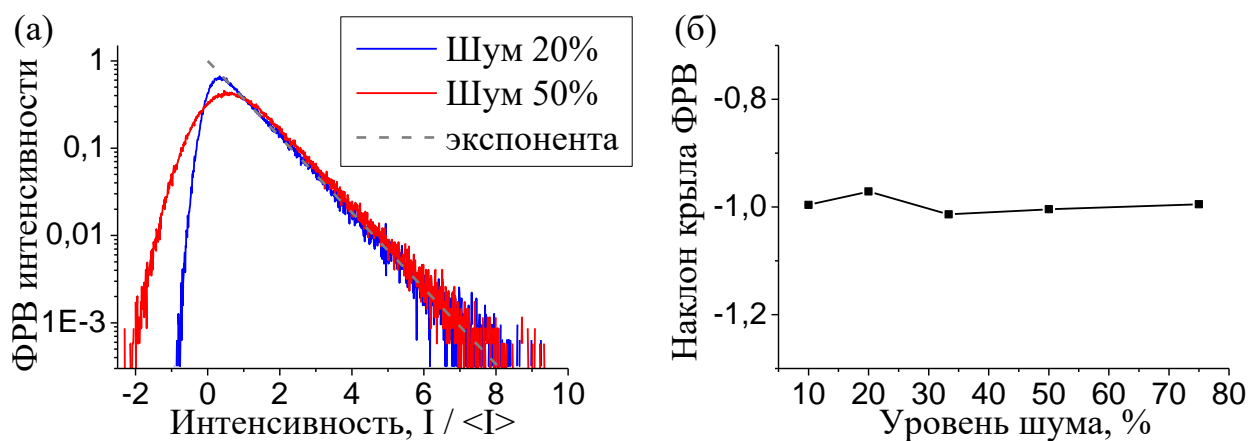 (а)
ФРВ интенсивности
1
0,1
0,01
1E-3
-2 0 2 4 6 8 10
Интенсивность, I / <I>
Шум 20%
Шум 50%
экспонента
(б)
Наклон крыла ФРВ
-0,8
-1,0
-1,2
10 20 30 40 50 60 70 80
Уровень шума, %